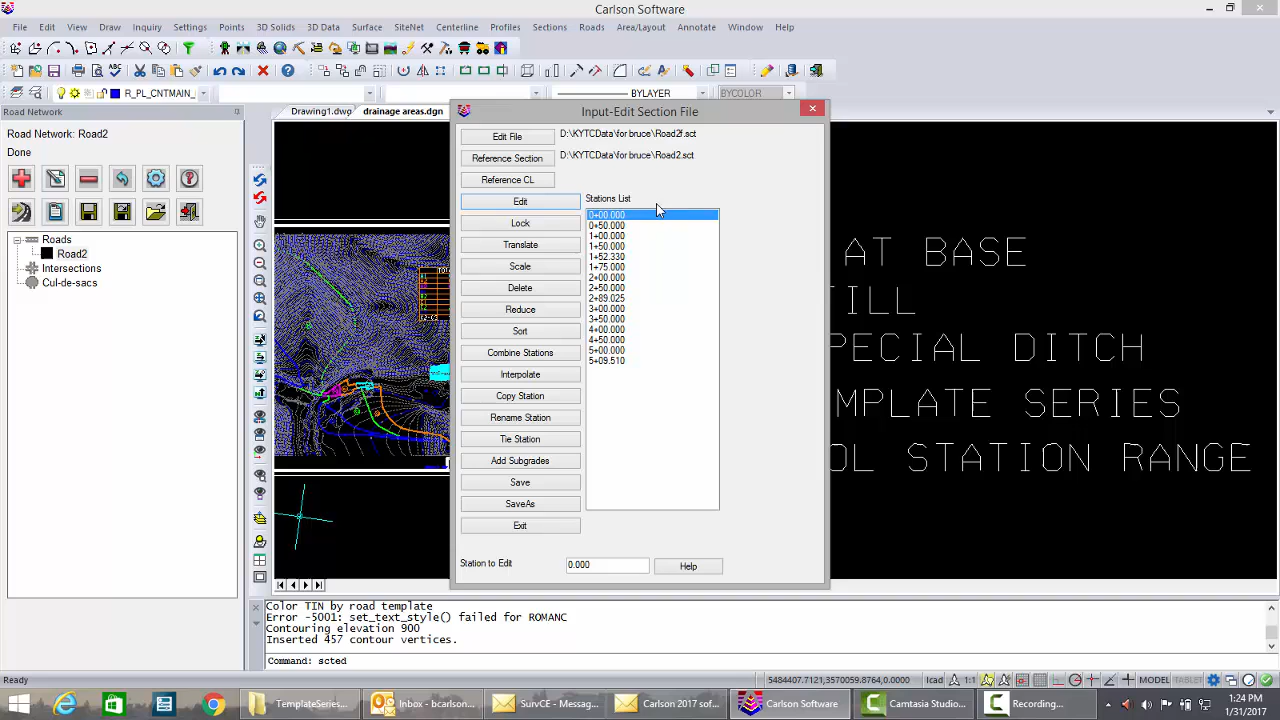 Carlson Software
File Edit View Draw Inquiry Settings Points 3D Solids 3D Data Surface SiteNet Centerline Profiles Sections Roads Area/Layout Annotate Window Help
R_PL_CNTMAIN_
BYLAYER
BYCOLOR
Road Network
Drawing1.dwg
drainage areas.dgn
Road Network: Road2
Done
Roads
Road2
Intersections
Cul-de-sacs
Input-Edit Section File
Edit File D:\KYTCData\for bruce\Road2f.sct
Reference Section D:\KYTCData\for bruce\Road2.sct
Reference CL
Edit
Lock
Translate
Scale
Delete
Reduce
Sort
Combine Stations
Interpolate
Copy Station
Rename Station
Tie Station
Add Subgrades
Save
SaveAs
Exit
Stations List
0+00.000
0+50.000
1+00.000
1+50.000
1+52.330
1+75.000
2+00.000
2+50.000
2+89.025
3+00.000
3+50.000
4+00.000
4+50.000
5+00.000
5+09.510
Station to Edit 0.000 Help
AT BASE
ILL
PECIAL DITCH
MPLATE SERIES
OL STATION RANGE
Color TIN by road template
Error -5001: set_text_style() failed for ROMANC
Contouring elevation 900
Inserted 457 contour vertices.
Command: scted
Ready
5484407.7121,3570059.8764,0.0000 Icad 1:1 MODEL TABLET
TemplateSeries... Inbox - bcarlson... SurvCE - Messag... Carlson 2017 sof... Carlson Software Camtasia Studio... Recording... 1:24 PM
1/31/2017